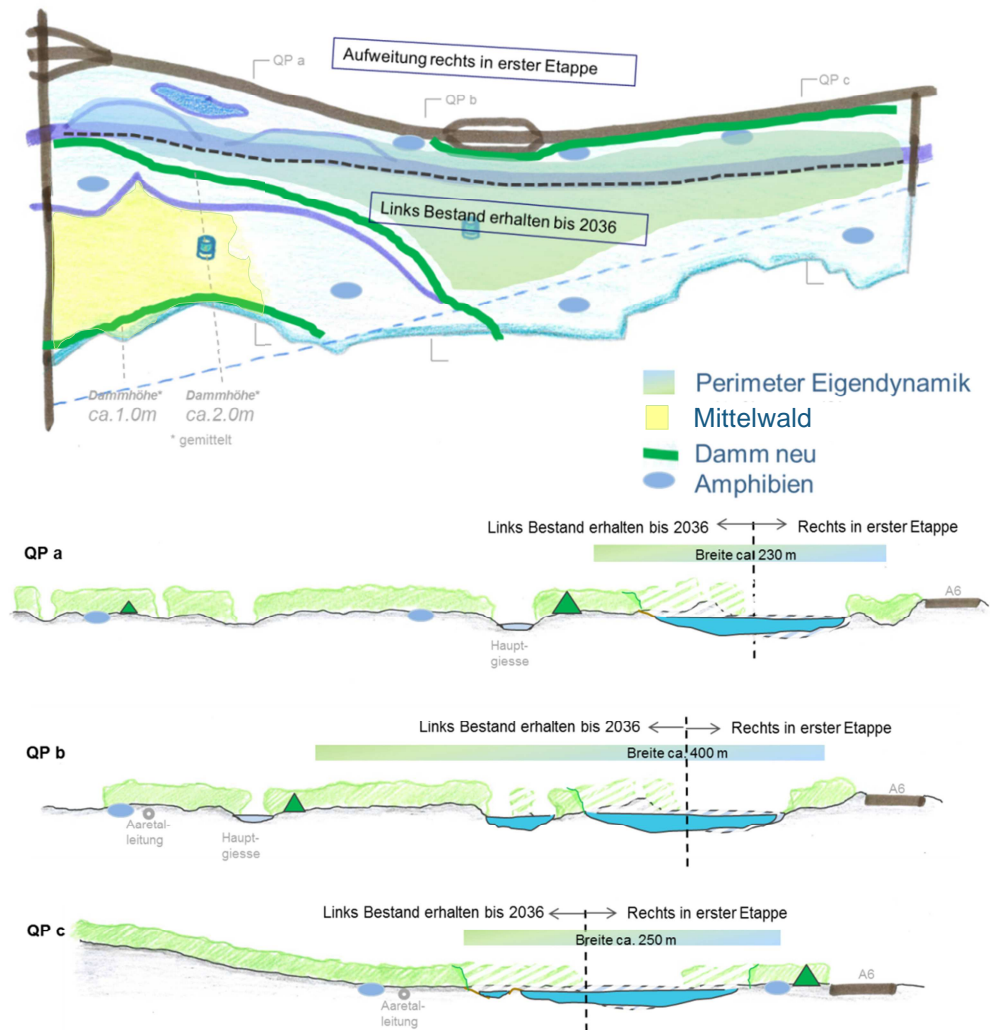 Aufweitung rechts in erster Etappe
QP a
QP b
QP c
Links Bestand erhalten bis 2036
Dammhöhe*
ca.1.0m
Dammhöhe*
ca.2.0m
* gemittelt
Perimeter Eigendynamik
Mittelwald
Damm neu
Amphibien
Links Bestand erhalten bis 2036
Rechts in erster Etappe
QP a
Breite ca. 230 m
A6
Haupt-
giesse
Links Bestand erhalten bis 2036
Rechts in erster Etappe
QP b
Breite ca. 400 m
A6
Aaretal-
leitung
Haupt-
giesse
Links Bestand erhalten bis 2036
Rechts in erster Etappe
QP c
Breite ca. 250 m
A6
Aaretal-
leitung